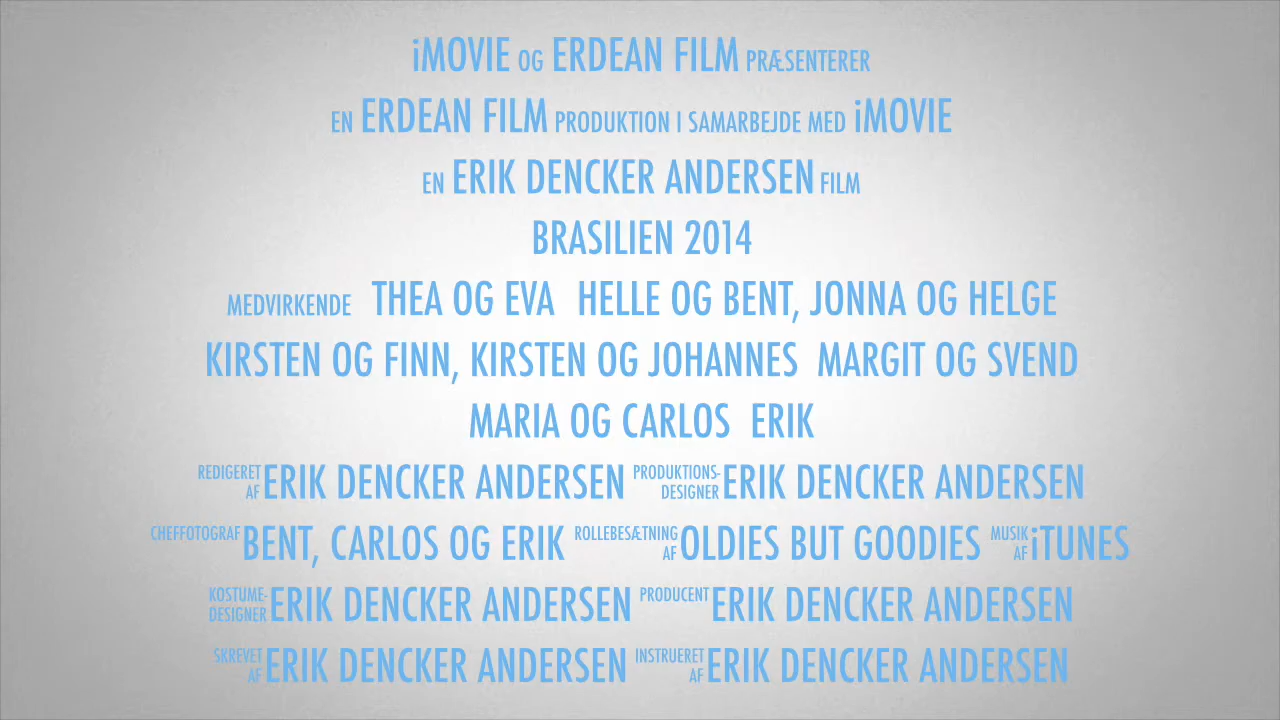 iMOVIE OG ERDEAN FILM PRÆSENTERER
EN ERDEAN FILM PRODUKTION I SAMARBEJDE MED iMOVIE
EN ERIK DENCKER ANDERSEN FILM
BRASILIEN 2014
MEDVIRKENDE THEA OG EVA HELLE OG BENT, JONNA OG HELGE
KIRSTEN OG FINN, KIRSTEN OG JOHANNES MARGIT OG SVEND
MARIA OG CARLOS ERIK
REDIGERET AF ERIK DENCKER ANDERSEN PRODUKTIONS-DESIGNER ERIK DENCKER ANDERSEN
CHEFFOTOGRAF BENT, CARLOS OG ERIK ROLLEBESÆTNING AF OLDIES BUT GOODIES MUSIK AF iTUNES
KOSTUME-DESIGNER ERIK DENCKER ANDERSEN PRODUCENT ERIK DENCKER ANDERSEN
SKREVET AF ERIK DENCKER ANDERSEN INSTRUERET AF ERIK DENCKER ANDERSEN